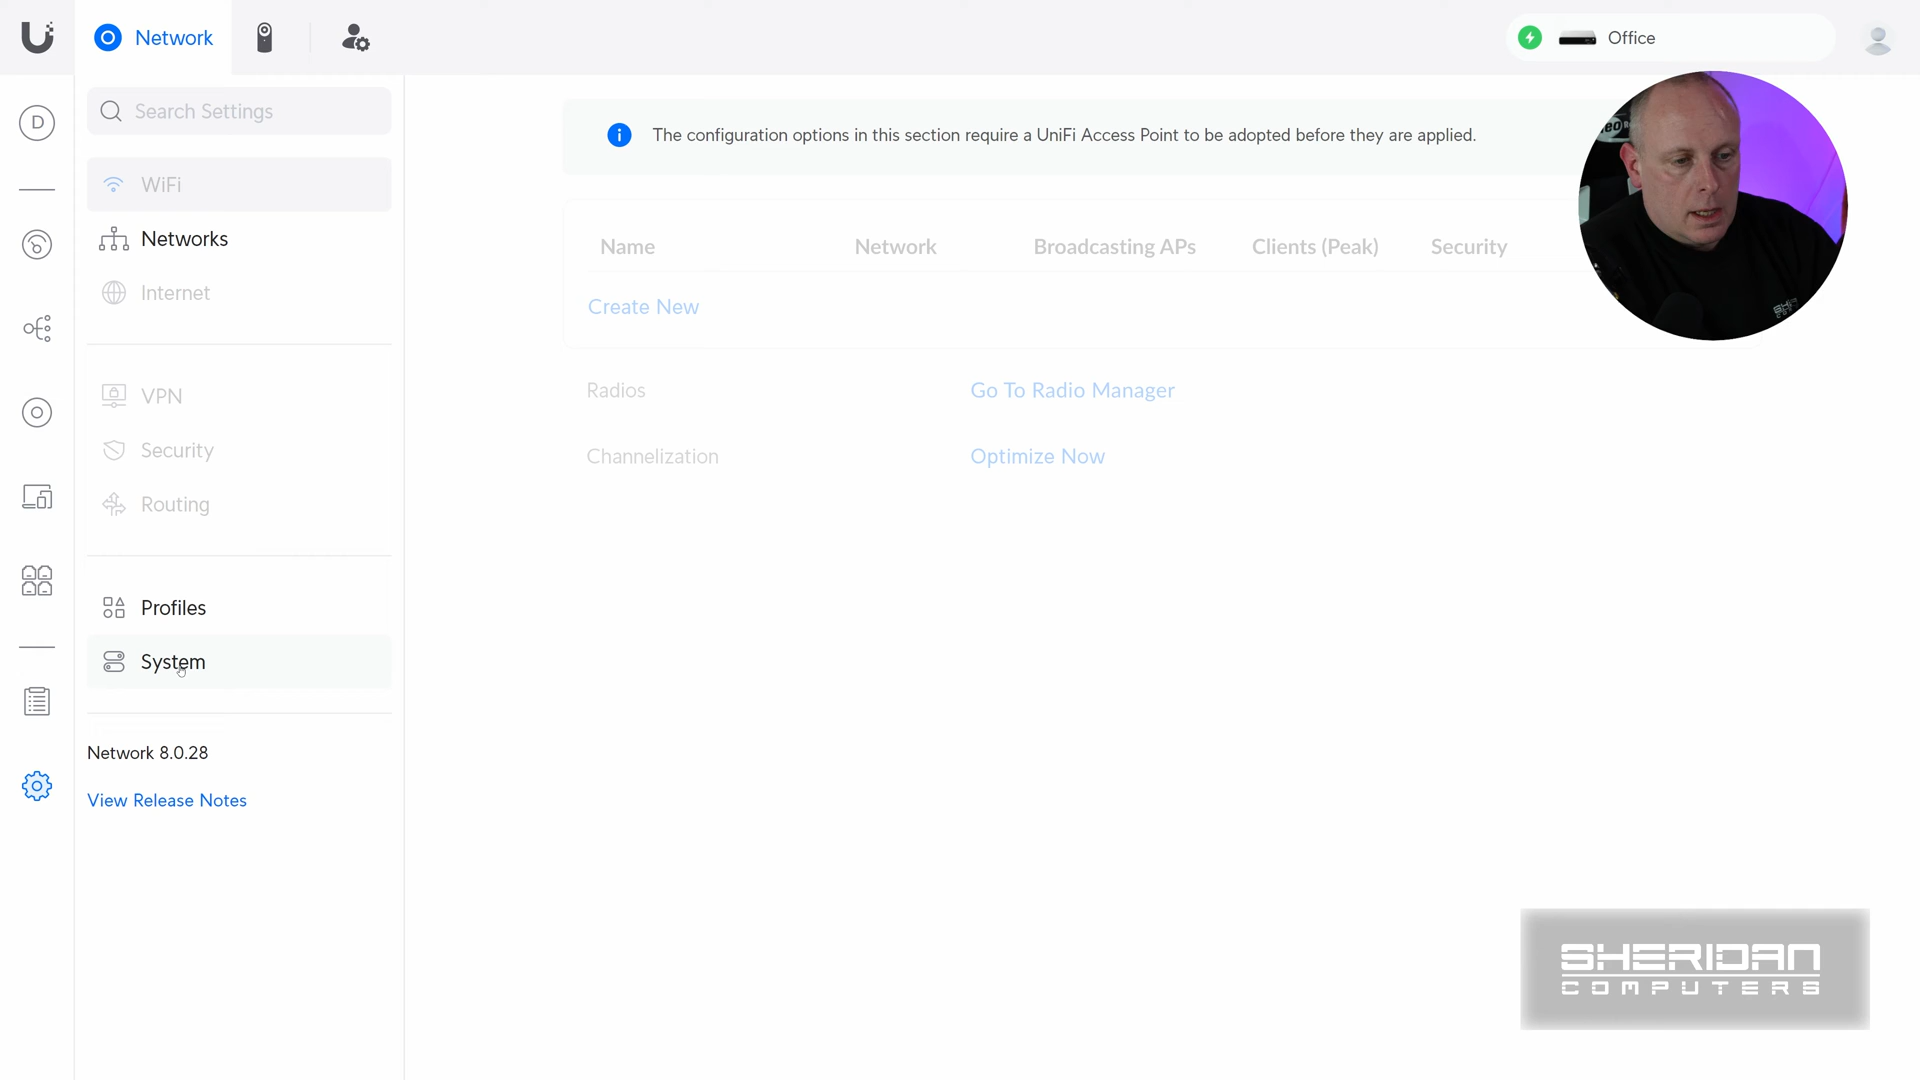 Network
Office
D
Search Settings
The configuration options in this section require a UniFi Access Point to be adopted before they are applied.
WiFi
Networks
Internet
Name Network Broadcasting APs Clients (Peak) Security
Create New
VPN
Security
Routing
Radios Go To Radio Manager
Channelization Optimize Now
Profiles
System
Network 8.0.28
View Release Notes
SHERIDAN
COMPUTERS